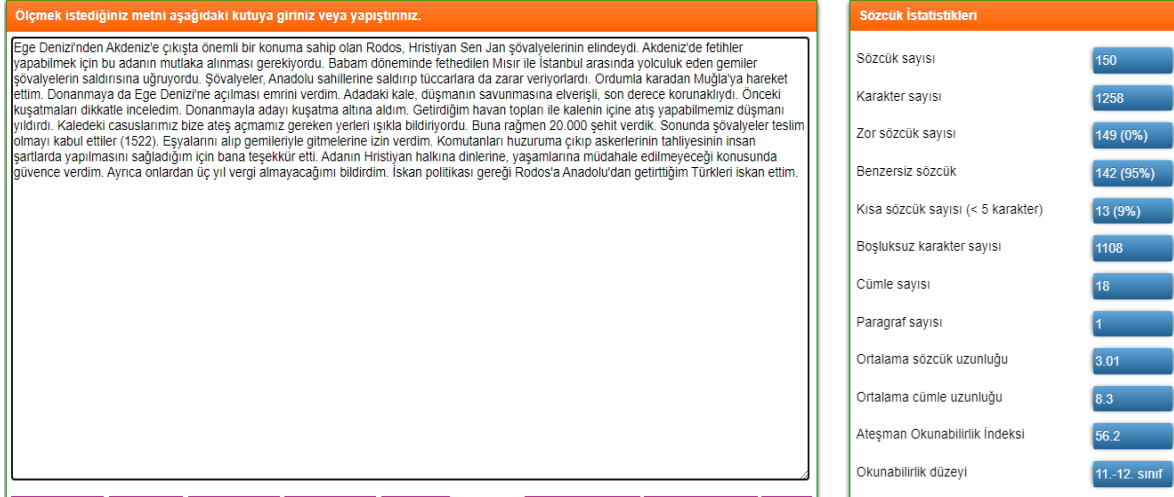 Ölçmek istediğiniz metni aşağıdaki kutuya giriniz veya yapıştırınız.
Ege Denizi'nden Akdeniz'e çıkışta önemli bir konuma sahip olan Rodos, Hristiyan Sen Jan şövalyelerinin elindeydi. Akdeniz'de fetihler
yapabilmek için bu adanın mutlaka alınması gerekiyordu. Babam döneminde fethedilen Mısır ile İstanbul arasında yolculuk eden gemiler
şövalyelerin saldırısına uğruyordu. Şövalyeler, Anadolu sahillerine saldırıp tüccarlara da zarar veriyorlardı. Ordumla karadan Muğla'ya hareket
ettim. Donanmaya da Ege Denizi'ne açılması emrini verdim. Adadaki kale, düşmanın savunmasına elverişli, son derece korunaklıydı. Önceki
kuşatmaları dikkatle inceledim. Donanmayla adayı kuşatma altına aldım. Getirdiğim havan topları ile kalenin içine atış yapabilmemiz düşmanı
yıldırdı. Kaledeki casuslarımız bize ateş açmamız gereken yerleri ışıkla bildiriyordu. Buna rağmen 20.000 şehit verdik. Sonunda şövalyeler teslim
olmayı kabul ettiler (1522). Eşyalarını alıp gemileriyle gitmelerine izin verdim. Komutanları huzuruma çıkıp askerlerinin tahliyesinin insan
şartlarda yapılmasını sağladığım için bana teşekkür etti. Adanın Hristiyan halkına dinlerine, yaşamlarına müdahale edilmeyeceği konusunda
güvence verdim. Ayrıca onlardan üç yıl vergi almayacağımı bildirdim. İskan politikası gereği Rodos'a Anadolu'dan getirttiğim Türkleri iskan ettim.
Sözcük İstatistikleri
Sözcük sayısı 150
Karakter sayısı 1258
Zor sözcük sayısı 149 (0%)
Benzersiz sözcük 142 (95%)
Kısa sözcük sayısı (< 5 karakter) 13 (9%)
Boşluksuz karakter sayısı 1108
Cümle sayısı 18
Paragraf sayısı 1
Ortalama sözcük uzunluğu 3.01
Ortalama cümle uzunluğu 8.3
Ateşman Okunabilirlik İndeksi 56.2
Okunabilirlik düzeyi 11.-12. sınıf